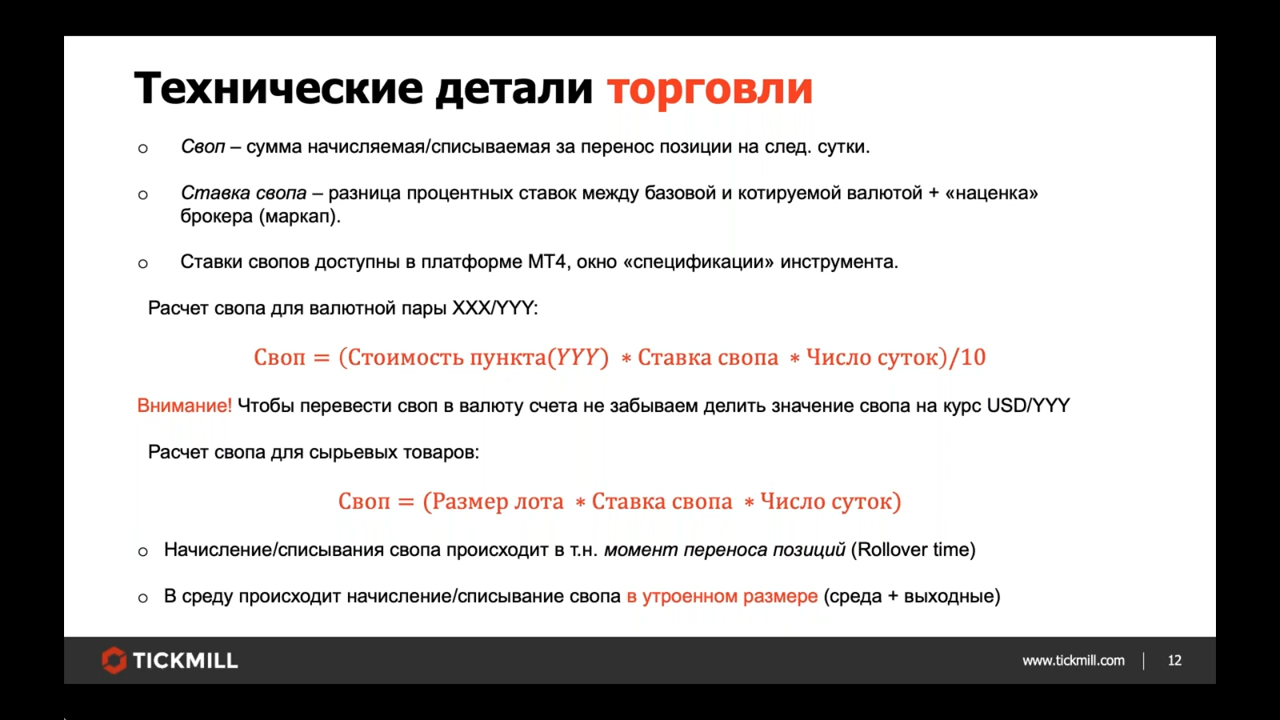 Технические детали торговли
o Своп – сумма начисляемая/списываемая за перенос позиции на след. сутки.
o Ставка свопа – разница процентных ставок между базовой и котируемой валютой + «наценка»
брокера (маркап).
o Ставки свопов доступны в платформе МТ4, окно «спецификации» инструмента.
Расчет свопа для валютной пары XXX/YYY:
Своп = (Стоимость пункта(YYY) ∗ Ставка свопа ∗ Число суток)/10
Внимание! Чтобы перевести своп в валюту счета не забываем делить значение свопа на курс USD/YYY
Расчет свопа для сырьевых товаров:
Своп = (Размер лота ∗ Ставка свопа ∗ Число суток)
o Начисление/списывания свопа происходит в т.н. момент переноса позиций (Rollover time)
o В среду происходит начисление/списывание свопа в утроенном размере (среда + выходные)
TICKMILL www.tickmill.com | 12